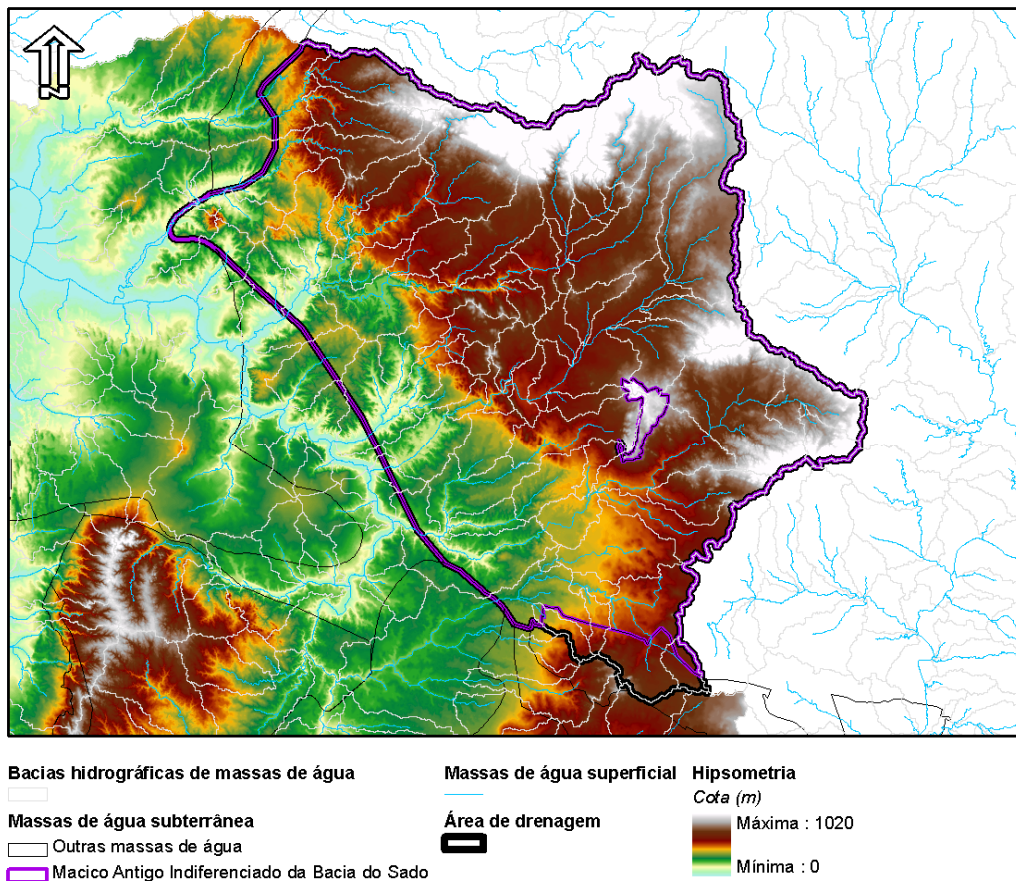 N
Bacias hidrográficas de massas de água
Massas de água subterrânea
Outras massas de água
Macico Antigo Indiferenciado da Bacia do Sado
Massas de água superficial
Área de drenagem
Hipsometria
Cota (m)
Máxima : 1020
Mínima : 0